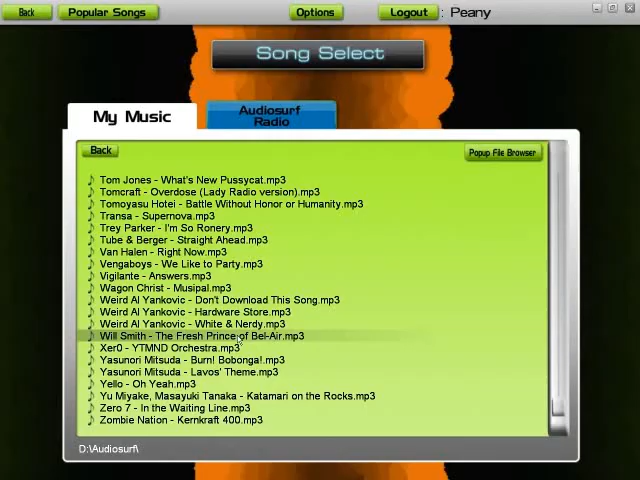 Back
Popular Songs
Options
Logout : Peany
Song Select
My Music
Audiosurf
Radio
Back
Popup File Browser
Tom Jones - What's New Pussycat.mp3
Tomcraft - Overdose (Lady Radio version).mp3
Tomoyasu Hotei - Battle Without Honor or Humanity.mp3
Transa - Supernova.mp3
Trey Parker - I'm So Ronery.mp3
Tube & Berger - Straight Ahead.mp3
Van Halen - Right Now.mp3
Vengaboys - We Like to Party.mp3
Vigilante - Answers.mp3
Wagon Christ - Musipal.mp3
Weird Al Yankovic - Don't Download This Song.mp3
Weird Al Yankovic - Hardware Store.mp3
Weird Al Yankovic - White & Nerdy.mp3
Will Smith - The Fresh Prince of Bel-Air.mp3
Xer0 - YTMND Orchestra.mp3
Yasunori Mitsuda - Burn! Bobonga!.mp3
Yasunori Mitsuda - Lavos' Theme.mp3
Yello - Oh Yeah.mp3
Yu Miyake, Masayuki Tanaka - Katamari on the Rocks.mp3
Zero 7 - In the Waiting Line.mp3
Zombie Nation - Kernkraft 400.mp3
D:\Audiosurf\